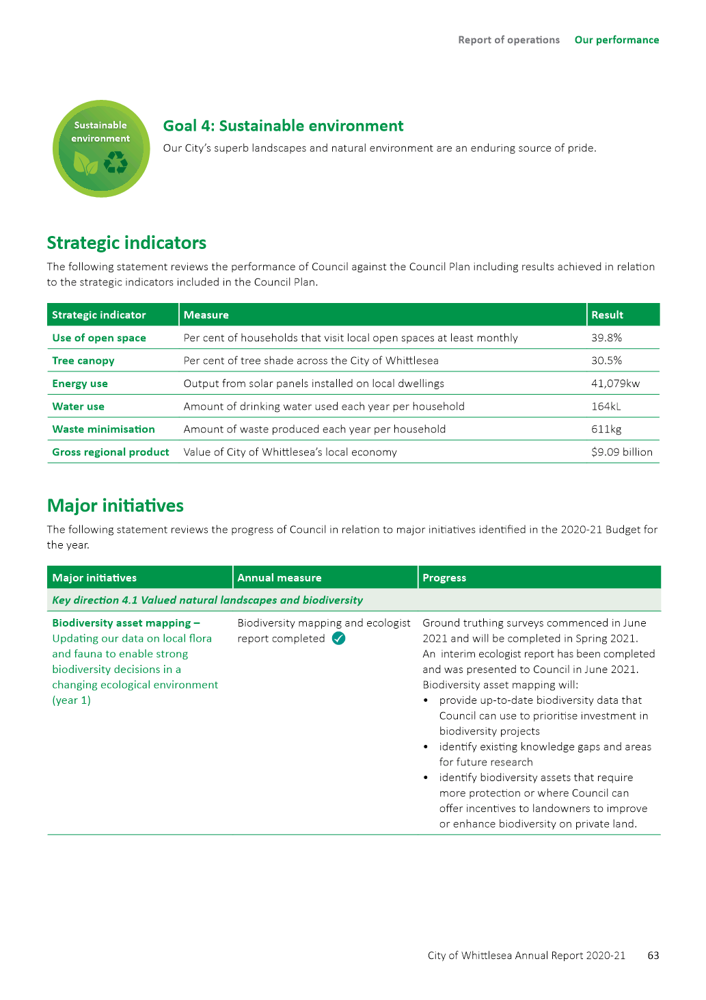 Report of operations Our performance
Sustainable
environment
Goal 4: Sustainable environment
Our City’s superb landscapes and natural environment are an enduring source of pride.
Strategic indicators
The following statement reviews the performance of Council against the Council Plan including results achieved in relation
to the strategic indicators included in the Council Plan.
Strategic indicator Measure Result
Use of open space Per cent of households that visit local open spaces at least monthly 39.8%
Tree canopy Per cent of tree shade across the City of Whittlesea 30.5%
Energy use Output from solar panels installed on local dwellings 41,079kw
Water use Amount of drinking water used each year per household 164kL
Waste minimisation Amount of waste produced each year per household 611kg
Gross regional product Value of City of Whittlesea’s local economy $9.09 billion
Major initiatives
The following statement reviews the progress of Council in relation to major initiatives identified in the 2020-21 Budget for
the year.
Major initiatives Annual measure Progress
Key direction 4.1 Valued natural landscapes and biodiversity
Biodiversity asset mapping –
Updating our data on local flora
and fauna to enable strong
biodiversity decisions in a
changing ecological environment
(year 1)
Biodiversity mapping and ecologist
report completed
Ground truthing surveys commenced in June
2021 and will be completed in Spring 2021.
An interim ecologist report has been completed
and was presented to Council in June 2021.
Biodiversity asset mapping will:
• provide up-to-date biodiversity data that
Council can use to prioritise investment in
biodiversity projects
• identify existing knowledge gaps and areas
for future research
• identify biodiversity assets that require
more protection or where Council can
offer incentives to landowners to improve
or enhance biodiversity on private land.
City of Whittlesea Annual Report 2020-21 63